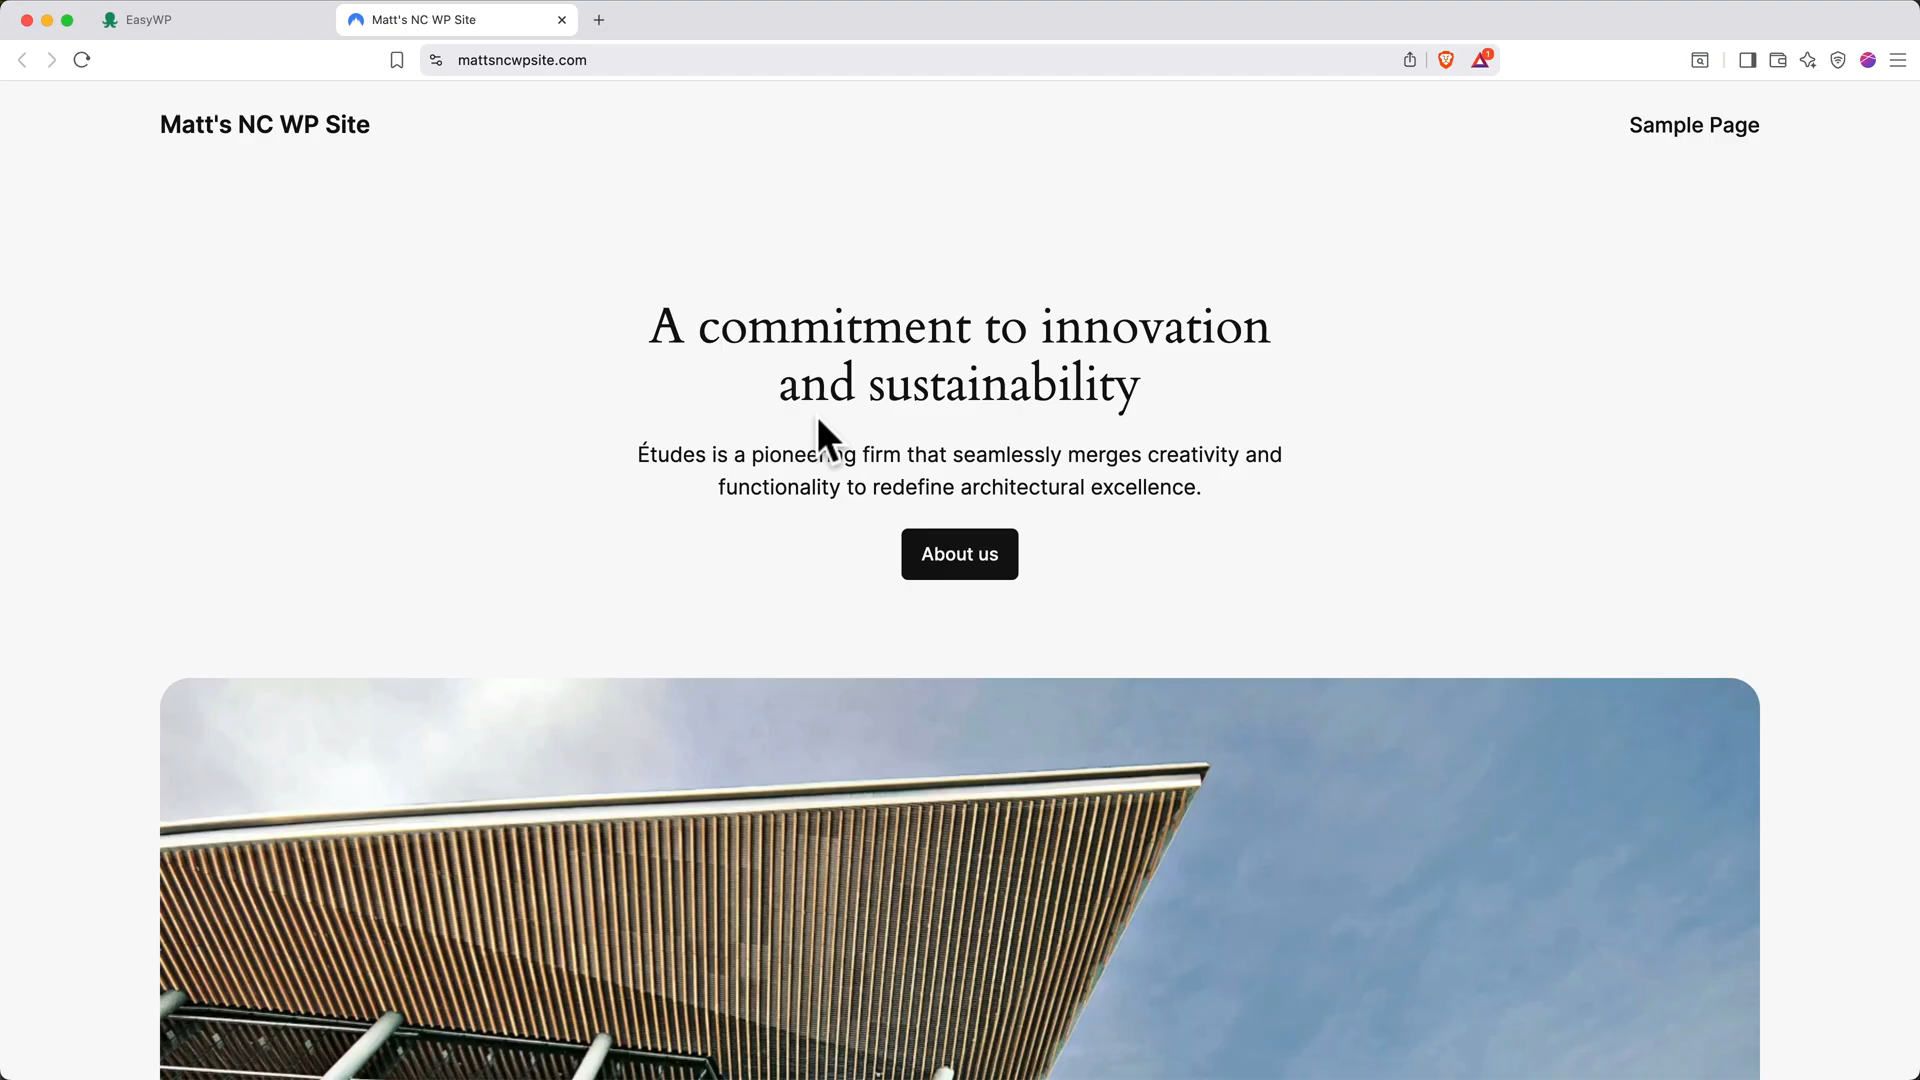 EasyWP
Matt's NC WP Site
mattsncwpsite.com
1
Matt's NC WP Site
Sample Page
A commitment to innovation
and sustainability
Études is a pioneering firm that seamlessly merges creativity and
functionality to redefine architectural excellence.
About us